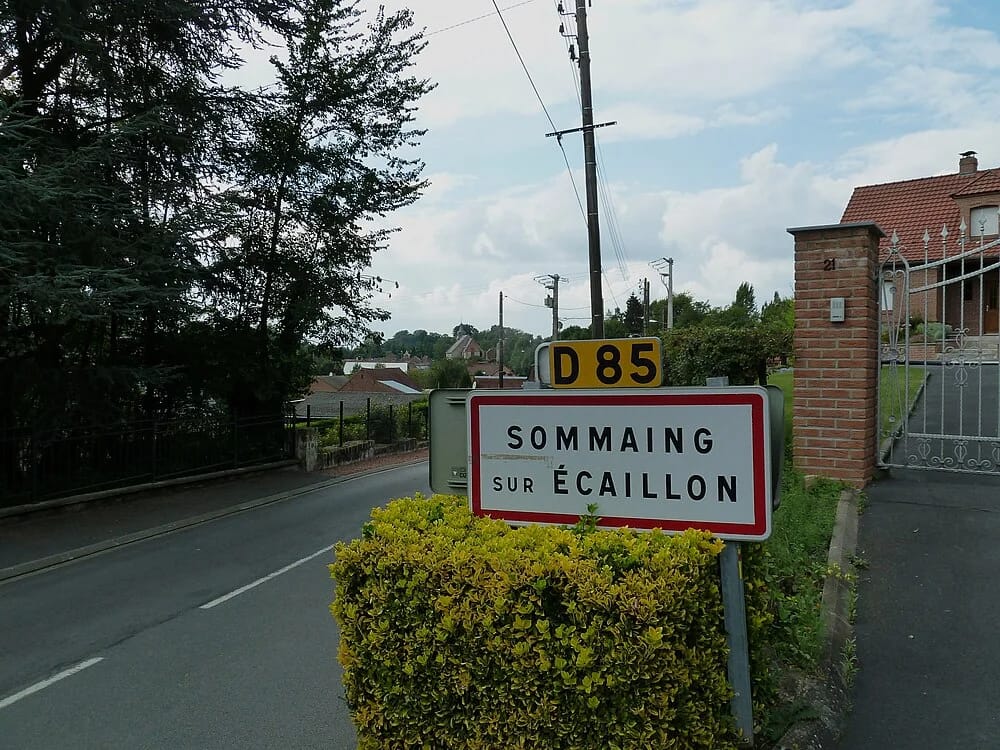 D 85
SOMMAING
SUR ÉCAILLON
21